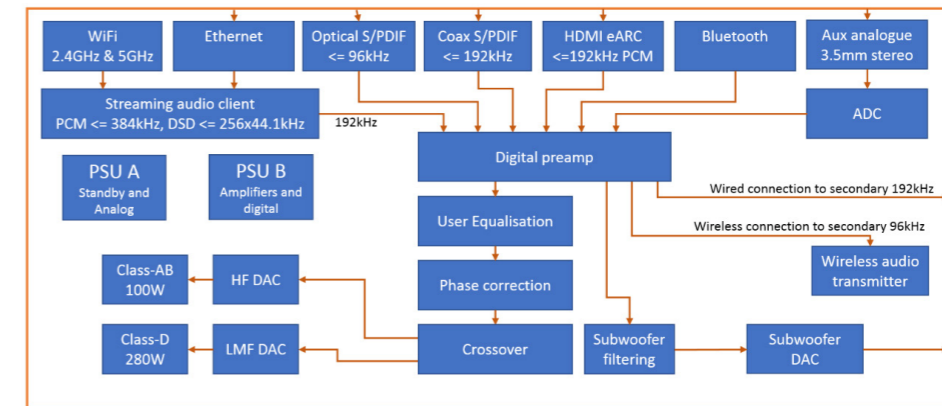 WiFi
2.4GHz & 5GHz
Ethernet
Optical S/PDIF
<= 96kHz
Coax S/PDIF
<= 192kHz
HDMI eARC
<=192kHz PCM
Bluetooth
Aux analogue
3.5mm stereo
Streaming audio client
PCM <= 384kHz, DSD <= 256x44.1kHz
192kHz
ADC
Digital preamp
PSU A
Standby and
Analog
PSU B
Amplifiers and
digital
Wired connection to secondary 192kHz
User Equalisation
Wireless connection to secondary 96kHz
Wireless audio
transmitter
Class-AB
100W
HF DAC
Phase correction
Class-D
280W
LMF DAC
Crossover
Subwoofer
filtering
Subwoofer
DAC